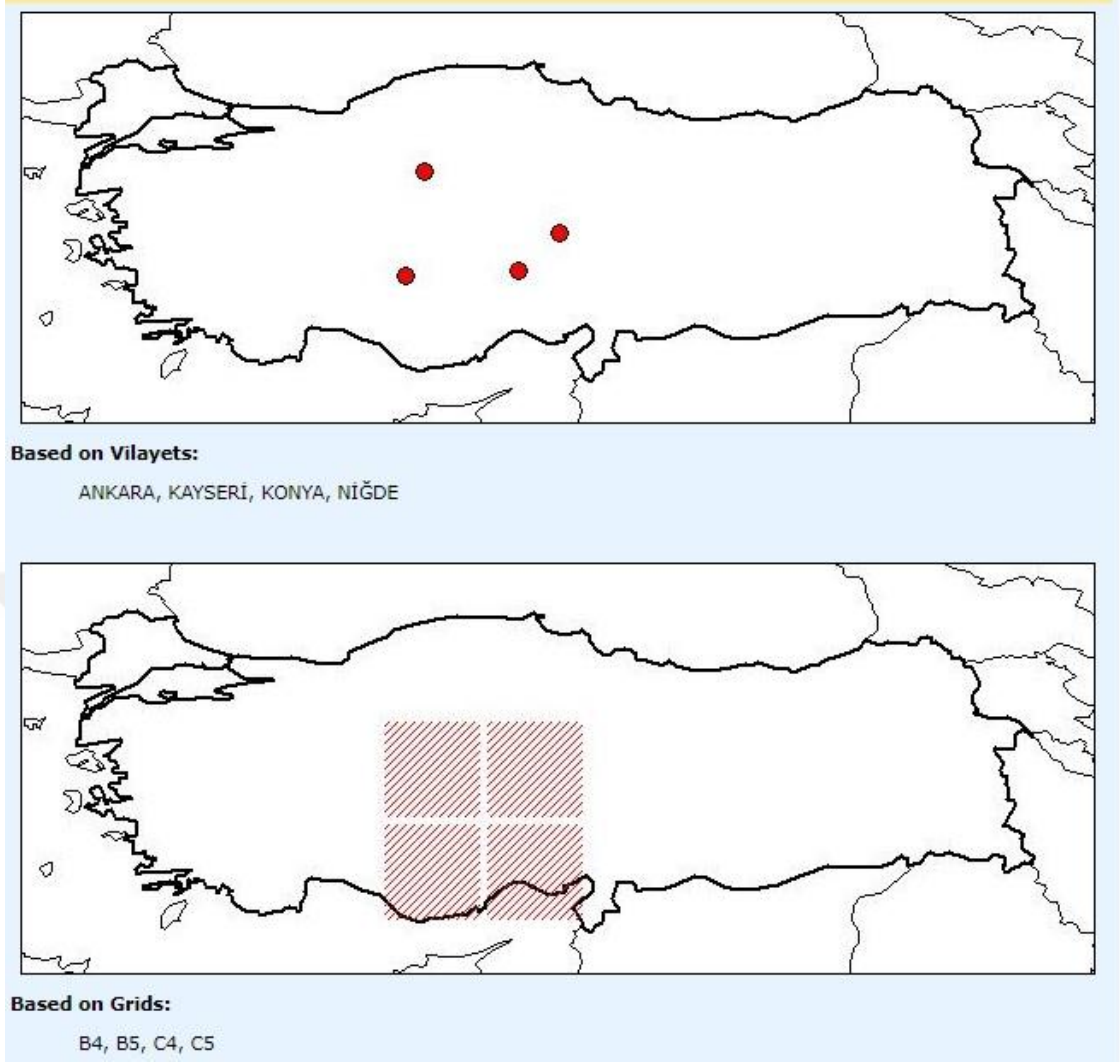 Based on Vilayets:
ANKARA, KAYSERİ, KONYA, NİĞDE
Based on Grids:
B4, B5, C4, C5